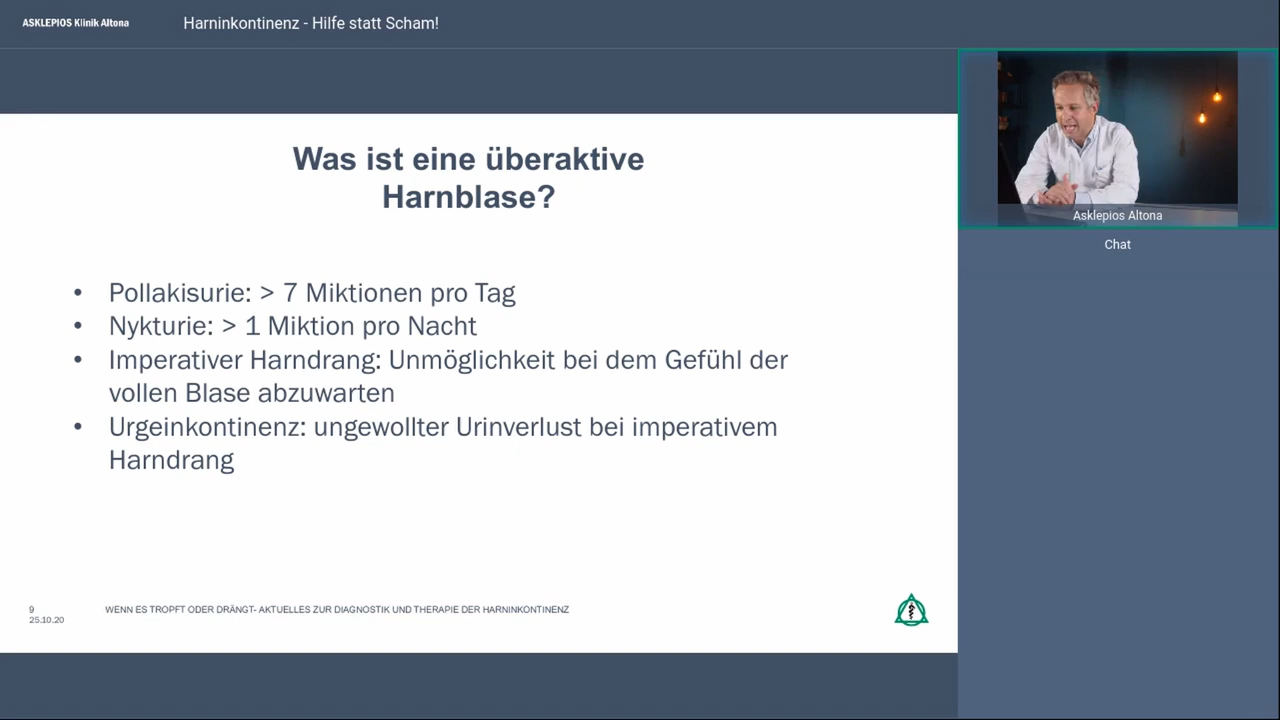 ASKLEPIOS Klinik Altona
Harninkontinenz - Hilfe statt Scham!
Was ist eine überaktive
Harnblase?
• Pollakisurie: > 7 Miktionen pro Tag
• Nykturie: > 1 Miktion pro Nacht
• Imperativer Harndrang: Unmöglichkeit bei dem Gefühl der
vollen Blase abzuwarten
• Urgeinkontinenz: ungewollter Urinverlust bei imperativem
Harndrang
9
25.10.20
WENN ES TROPFT ODER DRÄNGT- AKTUELLES ZUR DIAGNOSTIK UND THERAPIE DER HARNINKONTINENZ
Asklepios Altona
Chat